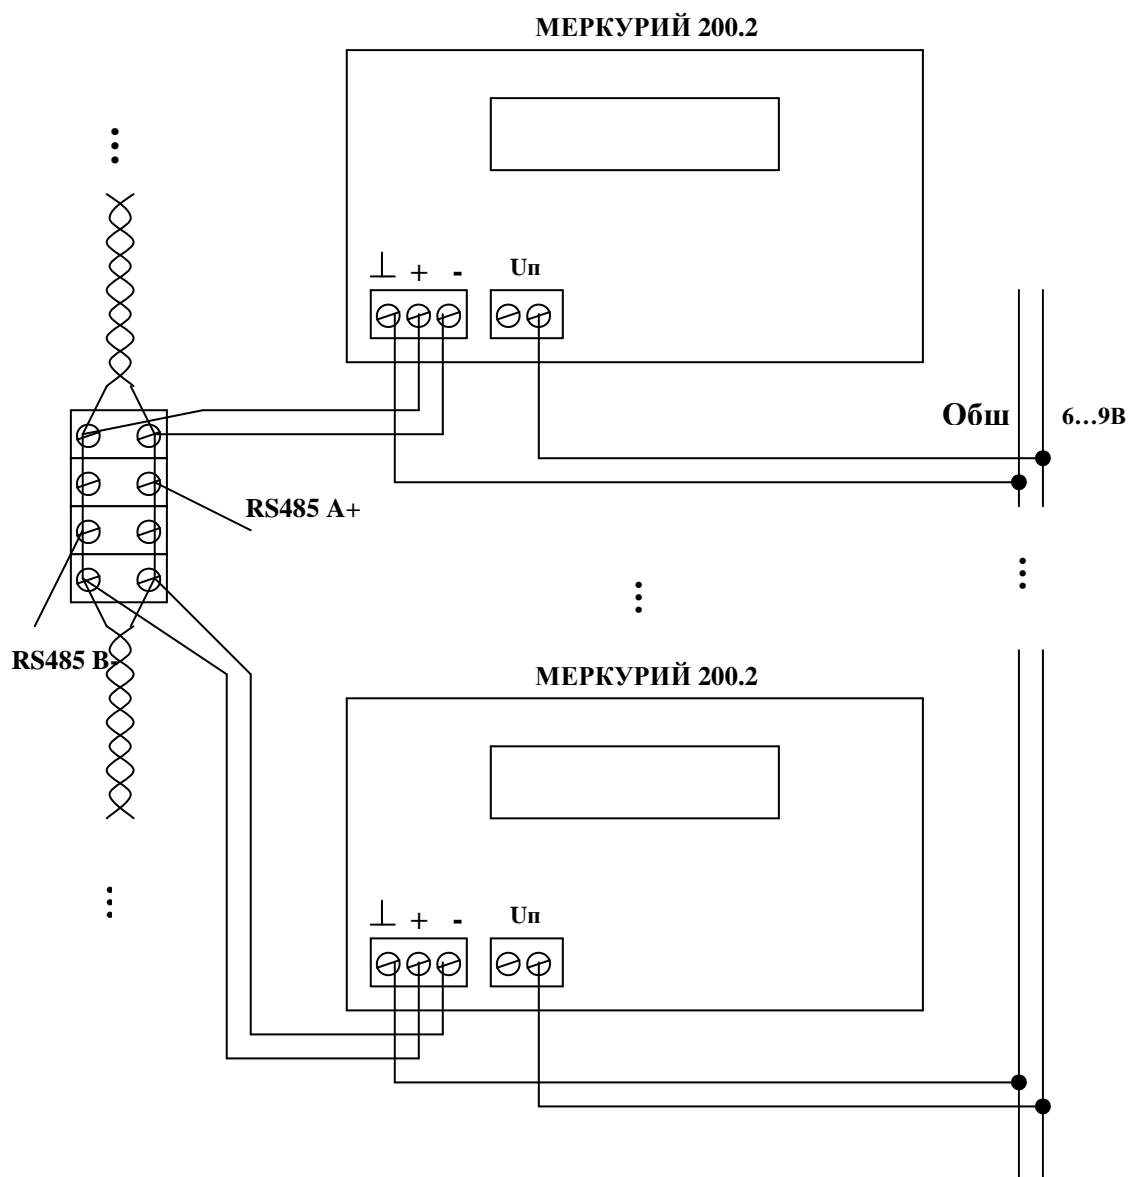 МЕРКУРИЙ 200.2
+ -
Uп
Обш
6…9В
RS485 A+
RS485 B-
МЕРКУРИЙ 200.2
+ -
Uп